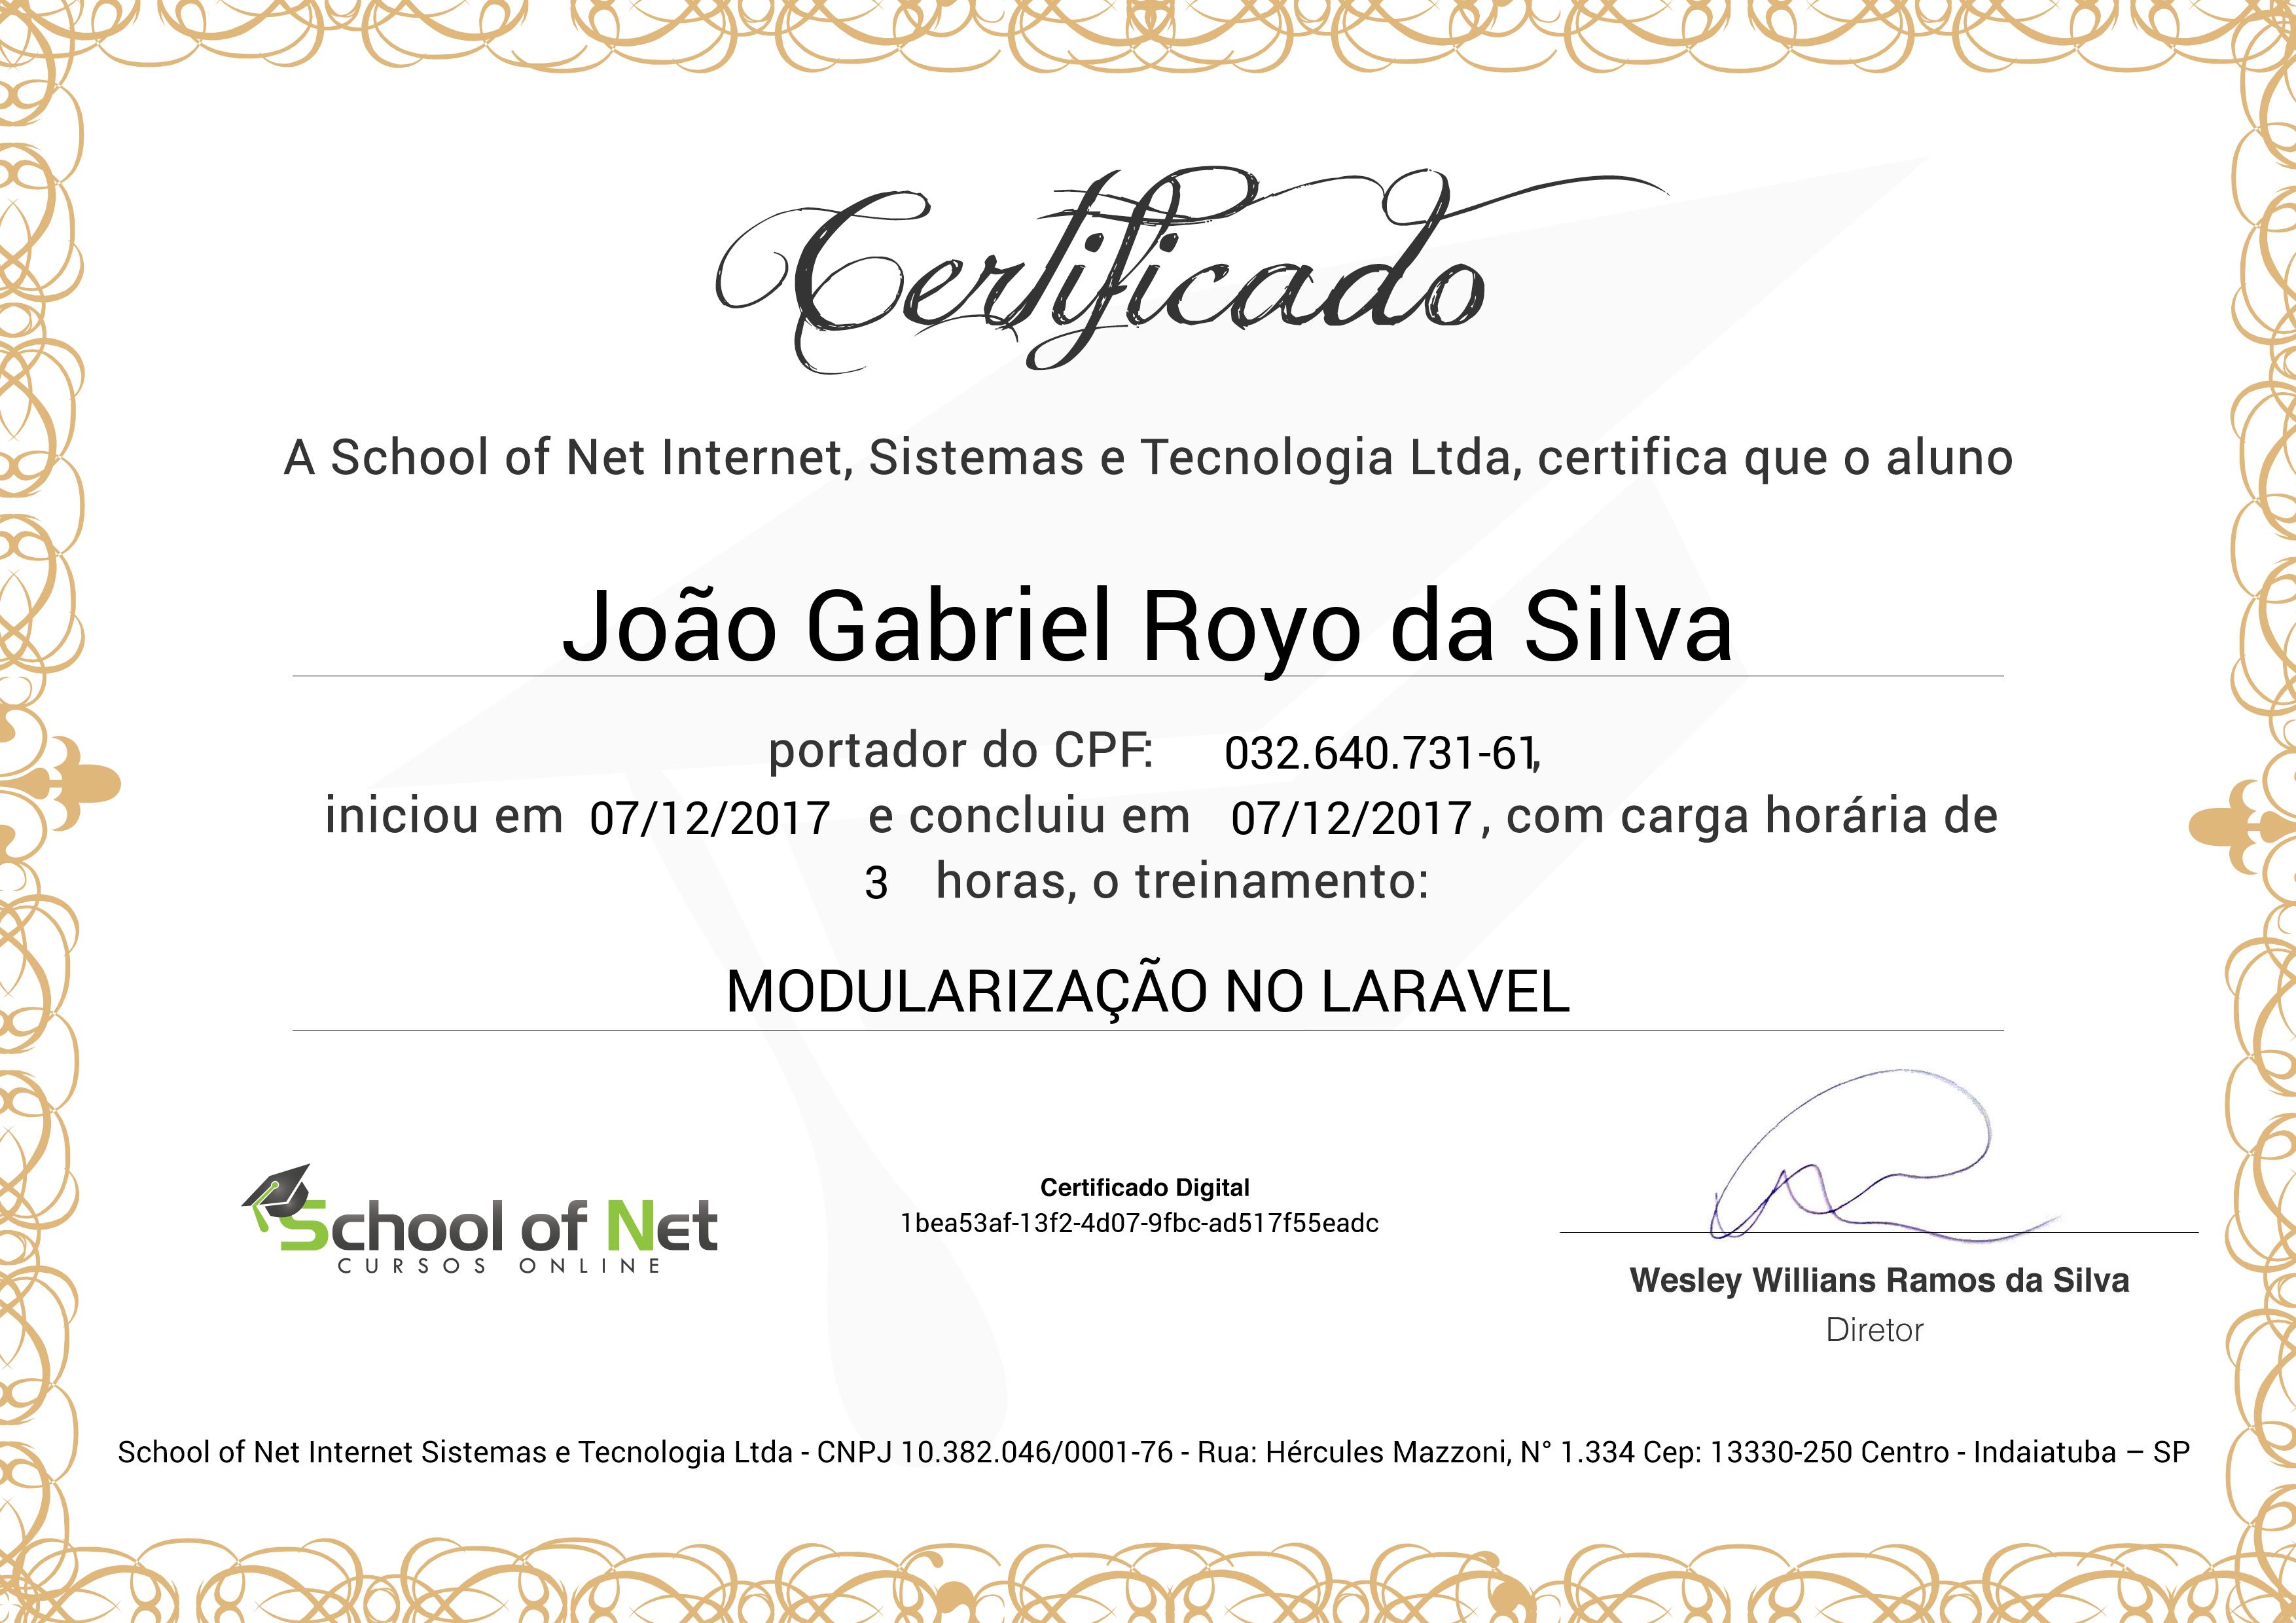 Certificado
A School of Net Internet, Sistemas e Tecnologia Ltda, certifica que o aluno
João Gabriel Royo da Silva
portador do CPF: 032.640.731-61,
iniciou em 07/12/2017 e concluiu em 07/12/2017, com carga horária de
3 horas, o treinamento:
MODULARIZAÇÃO NO LARAVEL
School of Net
CURSOS ONLINE
Certificado Digital
1bea53af-13f2-4d07-9fbc-ad517f55eadc
Wesley Willians Ramos da Silva
Diretor
School of Net Internet Sistemas e Tecnologia Ltda - CNPJ 10.382.046/0001-76 - Rua: Hércules Mazzoni, N° 1.334 Cep: 13330-250 Centro - Indaiatuba – SP